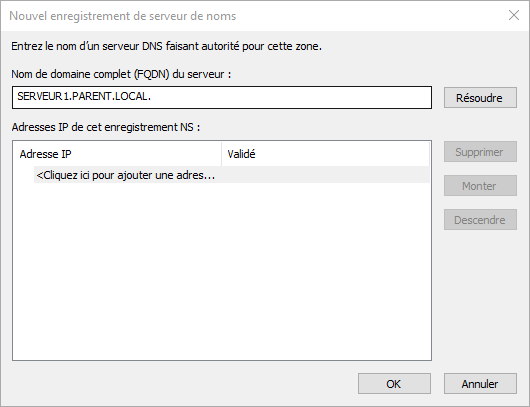 Nouvel enregistrement de serveur de noms
Entrez le nom d'un serveur DNS faisant autorité pour cette zone.
Nom de domaine complet (FQDN) du serveur :
SERVEUR1.PARENT.LOCAL.
Résoudre
Adresses IP de cet enregistrement NS :
Adresse IP Validé
<Cliquez ici pour ajouter une adres...
Supprimer
Monter
Descendre
OK Annuler